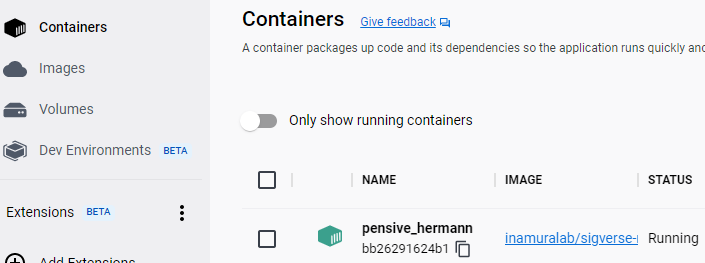 Containers
Images
Volumes
Dev Environments BETA
Extensions BETA
Add Extensions
Containers Give feedback
A container packages up code and its dependencies so the application runs quickly and
Only show running containers
NAME IMAGE STATUS
pensive_hermann inamuralab/sigverse- Running
bb26291624b1